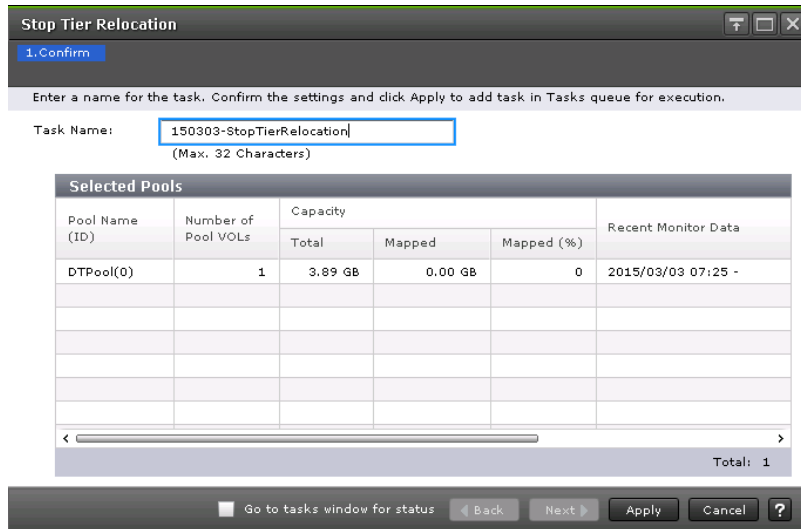 Stop Tier Relocation
1.Confirm
Enter a name for the task. Confirm the settings and click Apply to add task in Tasks queue for execution.
Task Name: 150303-StopTierRelocation
(Max. 32 Characters)
Selected Pools
Pool Name (ID) Number of Pool VOLs Capacity Recent Monitor Data
Total Mapped Mapped (%)
DTPool(0) 1 3.89 GB 0.00 GB 0 2015/03/03 07:25 -
Total: 1
Go to tasks window for status Back Next Apply Cancel ?